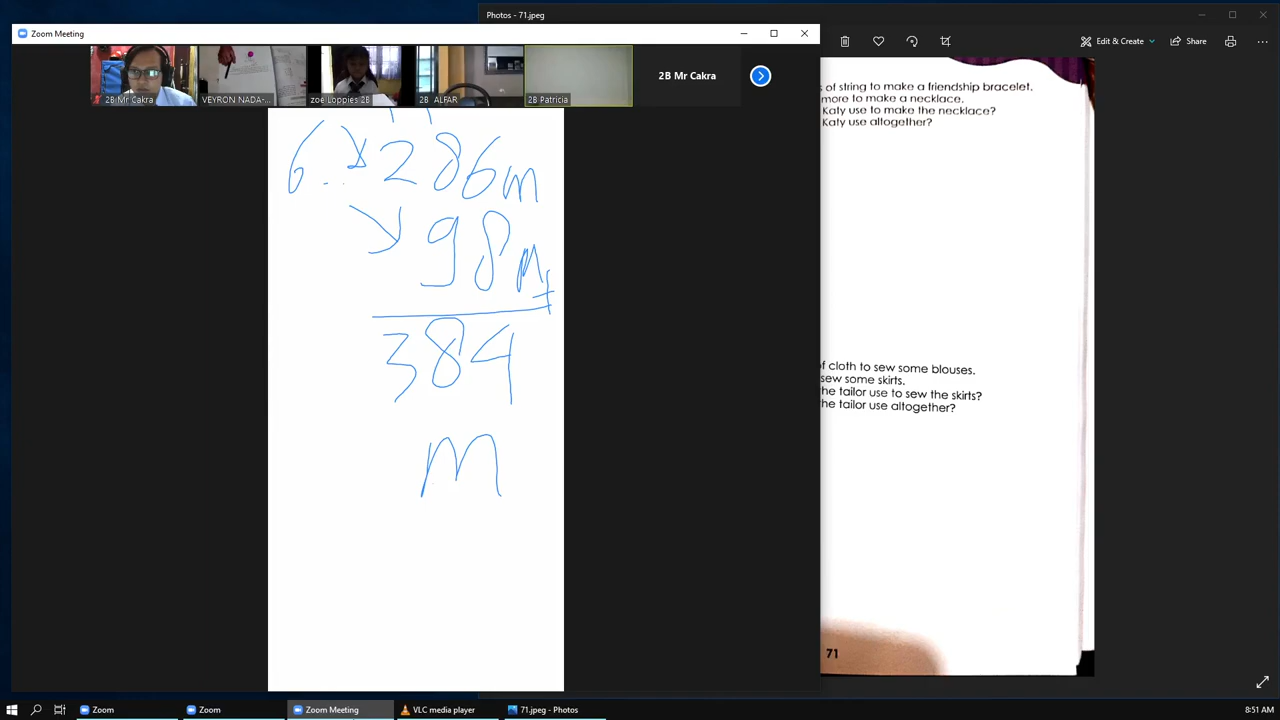 Photos - 71.jpeg
Zoom Meeting
Edit & Create
Share
2B Mr Cakra
VEYRON NADA-...
zoe Loppies 2B
2B ALFAR
2B Patricia
2B Mr Cakra
6.
286m
98m
+
384
m
of string to make a friendship bracelet.
more to make a necklace.
Katy use to make the necklace?
Katy use altogether?
of cloth to sew some blouses.
sew some skirts.
the tailor use to sew the skirts?
the tailor use altogether?
71
Zoom
Zoom
Zoom Meeting
VLC media player
71.jpeg - Photos
8:51 AM